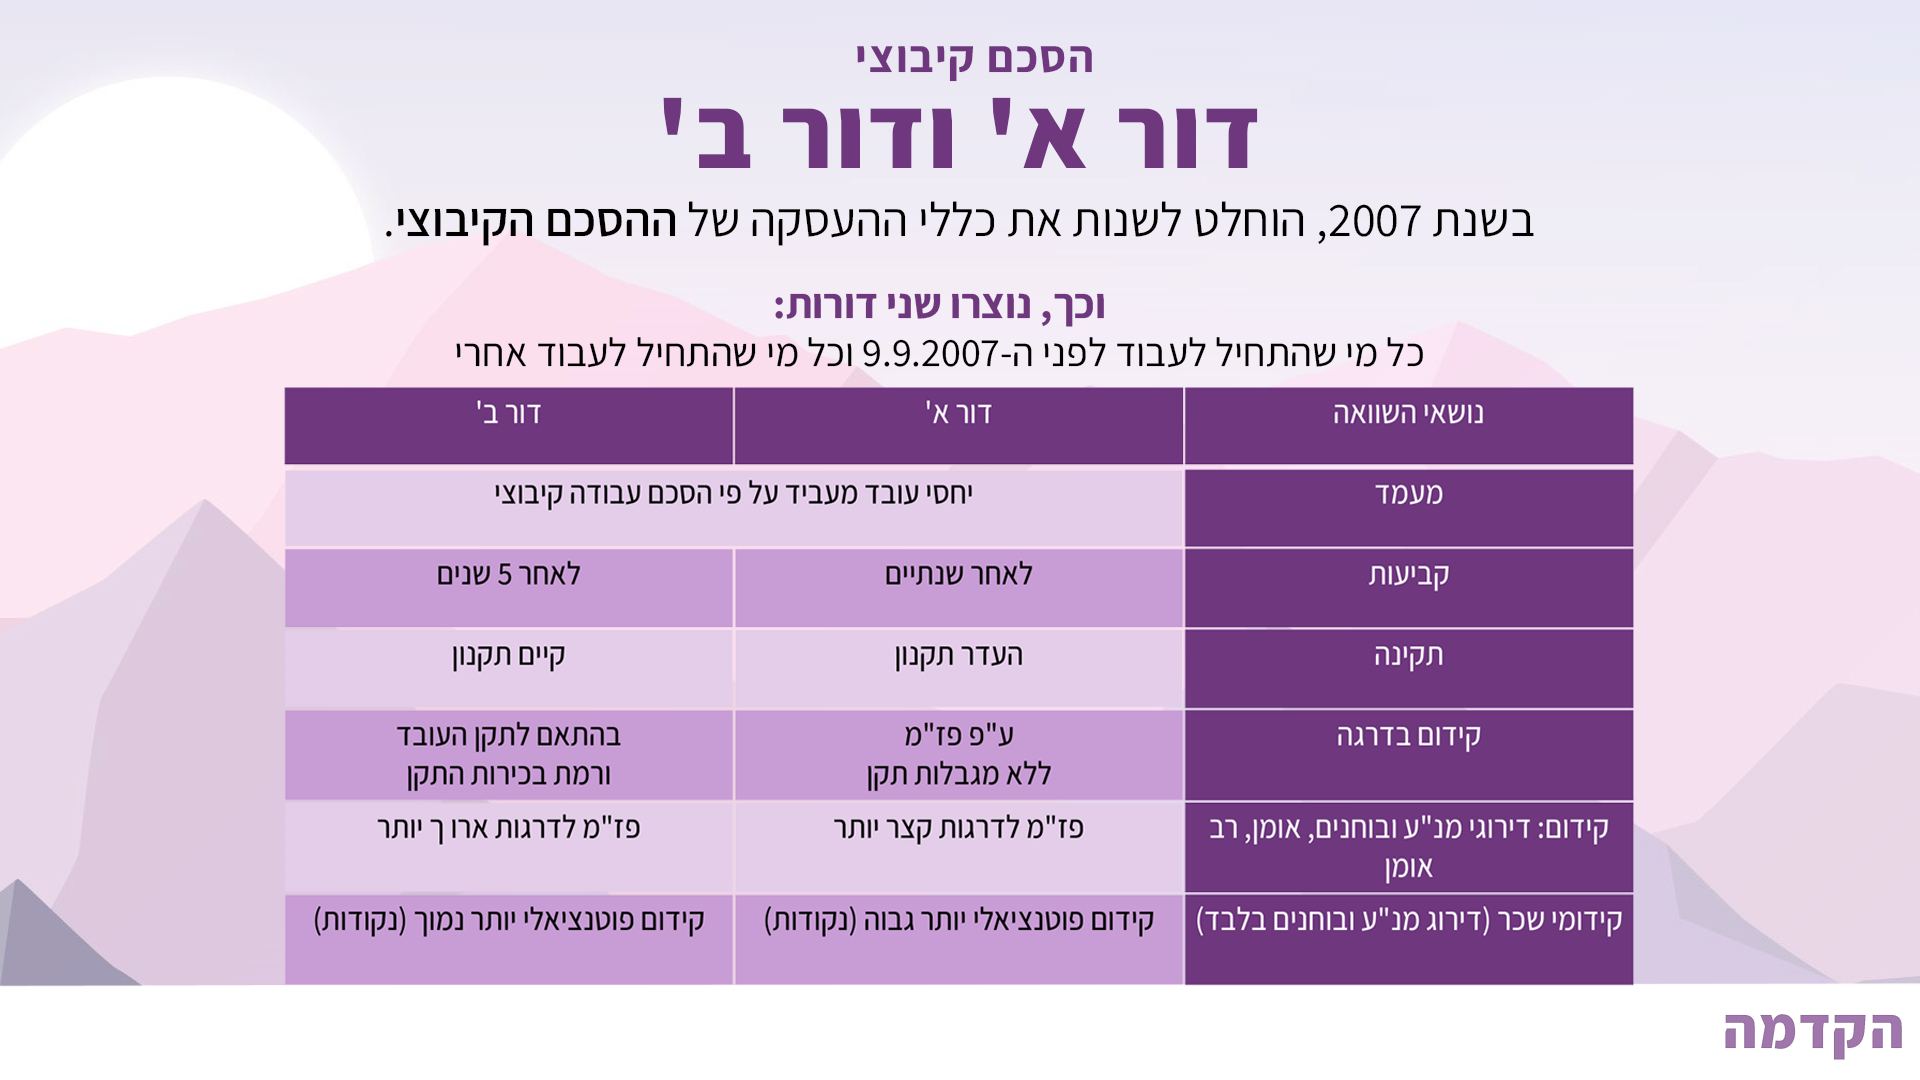 הסכם קיבוצי
דור א' ודור ב'
בשנת 2007, הוחלט לשנות את כללי ההעסקה של ההסכם הקיבוצי.
וכך, נוצרו שני דורות:
כל מי שהתחיל לעבוד לפני ה-9.9.2007 וכל מי שהתחיל לעבוד אחרי
נושאי השוואה דור א' דור ב'
מעמד יחסי עובד מעביד על פי הסכם עבודה קיבוצי
קביעות לאחר שנתיים לאחר 5 שנים
תקינה העדר תקנון קיים תקנון
קידום בדרגה ע"פ פז"מ בהתאם לתקן העובד
ללא מגבלות תקן ורמת בכירות התקן
קידום: דירוגי מנ"ע ובוחנים, אומן, רב פז"מ לדרגות קצר יותר פז"מ לדרגות ארו ך יותר
אומן
קידומי שכר (דירוג מנ"ע ובוחנים בלבד) קידום פוטנציאלי יותר גבוה (נקודות) קידום פוטנציאלי יותר נמוך (נקודות)
הקדמה